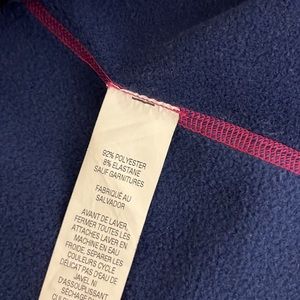 92% POLYESTER
8% ELASTANE
SAUF GARNITURES
FABRIQUÉ AU
SALVADOR
AVANT DE LAVER,
FERMER TOUTES LES
ATTACHES LAVER EN
MACHINE EN EAU
FROIDE, SÉPARER LES
COULEURS CYCLE
DÉLICAT PAS D'EAU DE
JAVEL NI
D'ASSOUPLISSANT
SÉCHAGE